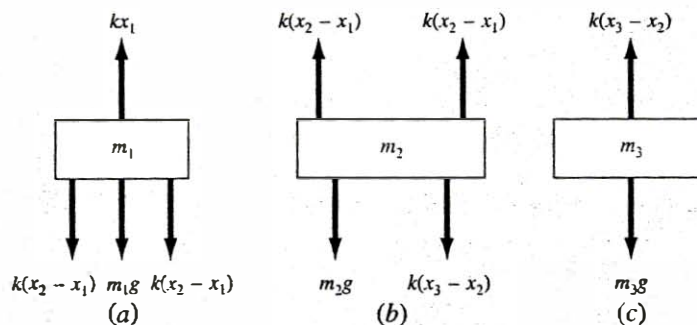 kx₁ k(x₂ − x₁) k(x₂ − x₁) k(x₃ − x₂)
m₁ m₂ m₃
k(x₂ − x₁) m₁g k(x₂ − x₁) m₂g k(x₃ − x₂) m₃g
(a) (b) (c)